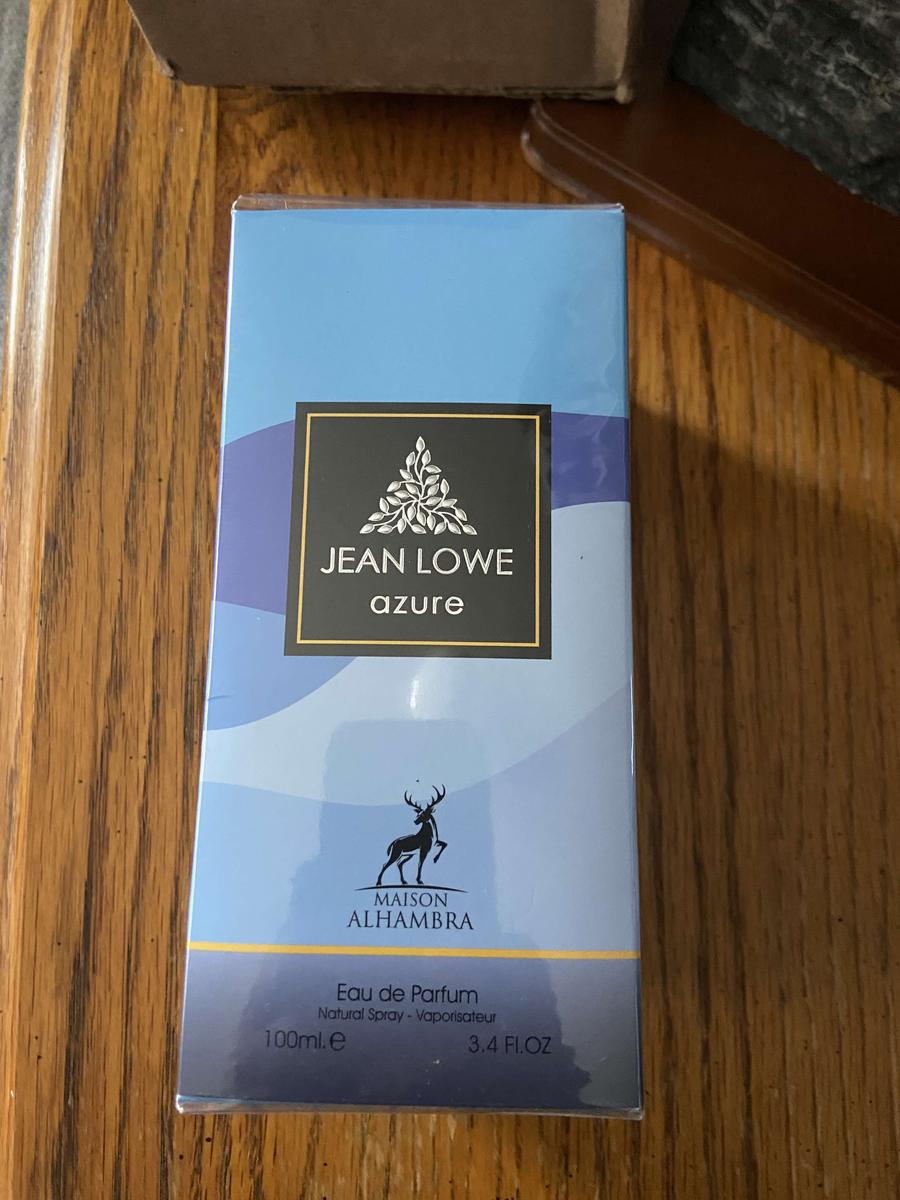 JEAN LOWE
azure
MAISON
ALHAMBRA
Eau de Parfum
Natural Spray - Vaporisateur
100ml.e 3.4 Fl.OZ